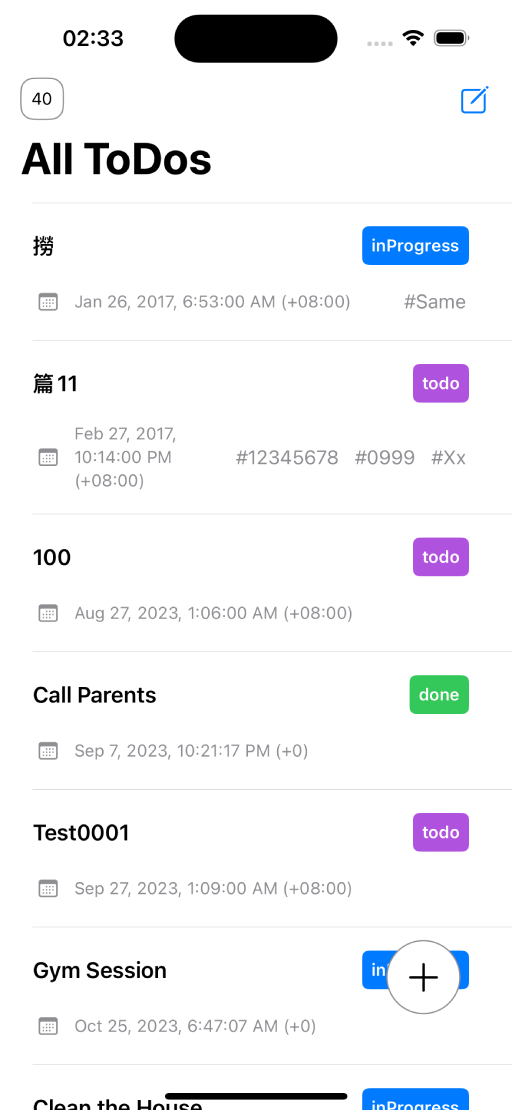 02:33
40
All ToDos
撈
inProgress
Jan 26, 2017, 6:53:00 AM (+08:00)
#Same
篇 11
todo
Feb 27, 2017,
10:14:00 PM
(+08:00)
#12345678 #0999 #Xx
100
todo
Aug 27, 2023, 1:06:00 AM (+08:00)
Call Parents
done
Sep 7, 2023, 10:21:17 PM (+0)
Test0001
todo
Sep 27, 2023, 1:09:00 AM (+08:00)
Gym Session
in
Oct 25, 2023, 6:47:07 AM (+0)
Clean the House
inProgress